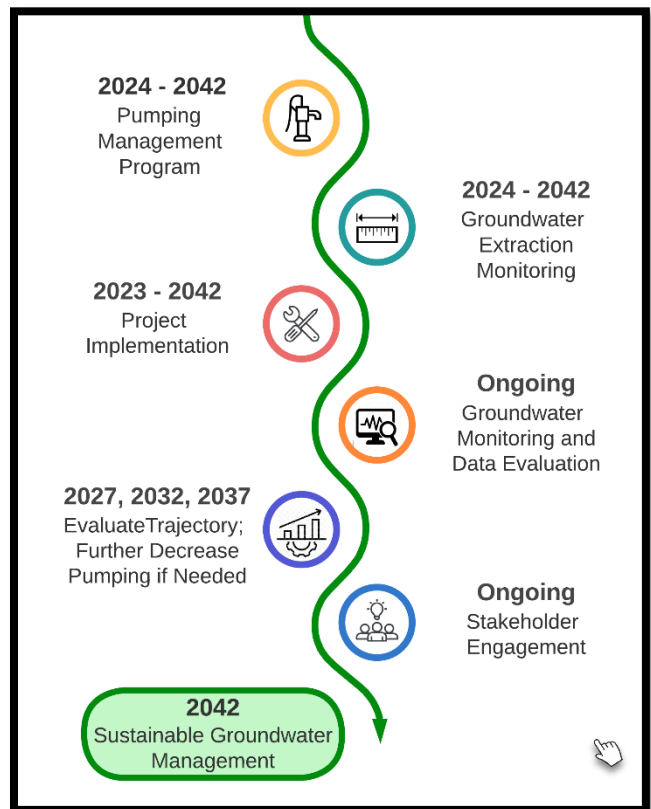 2024 - 2042
Pumping
Management
Program
2024 - 2042
Groundwater
Extraction
Monitoring
2023 - 2042
Project
Implementation
Ongoing
Groundwater
Monitoring and
Data Evaluation
2027, 2032, 2037
EvaluateTrajectory;
Further Decrease
Pumping if Needed
Ongoing
Stakeholder
Engagement
2042
Sustainable Groundwater
Management